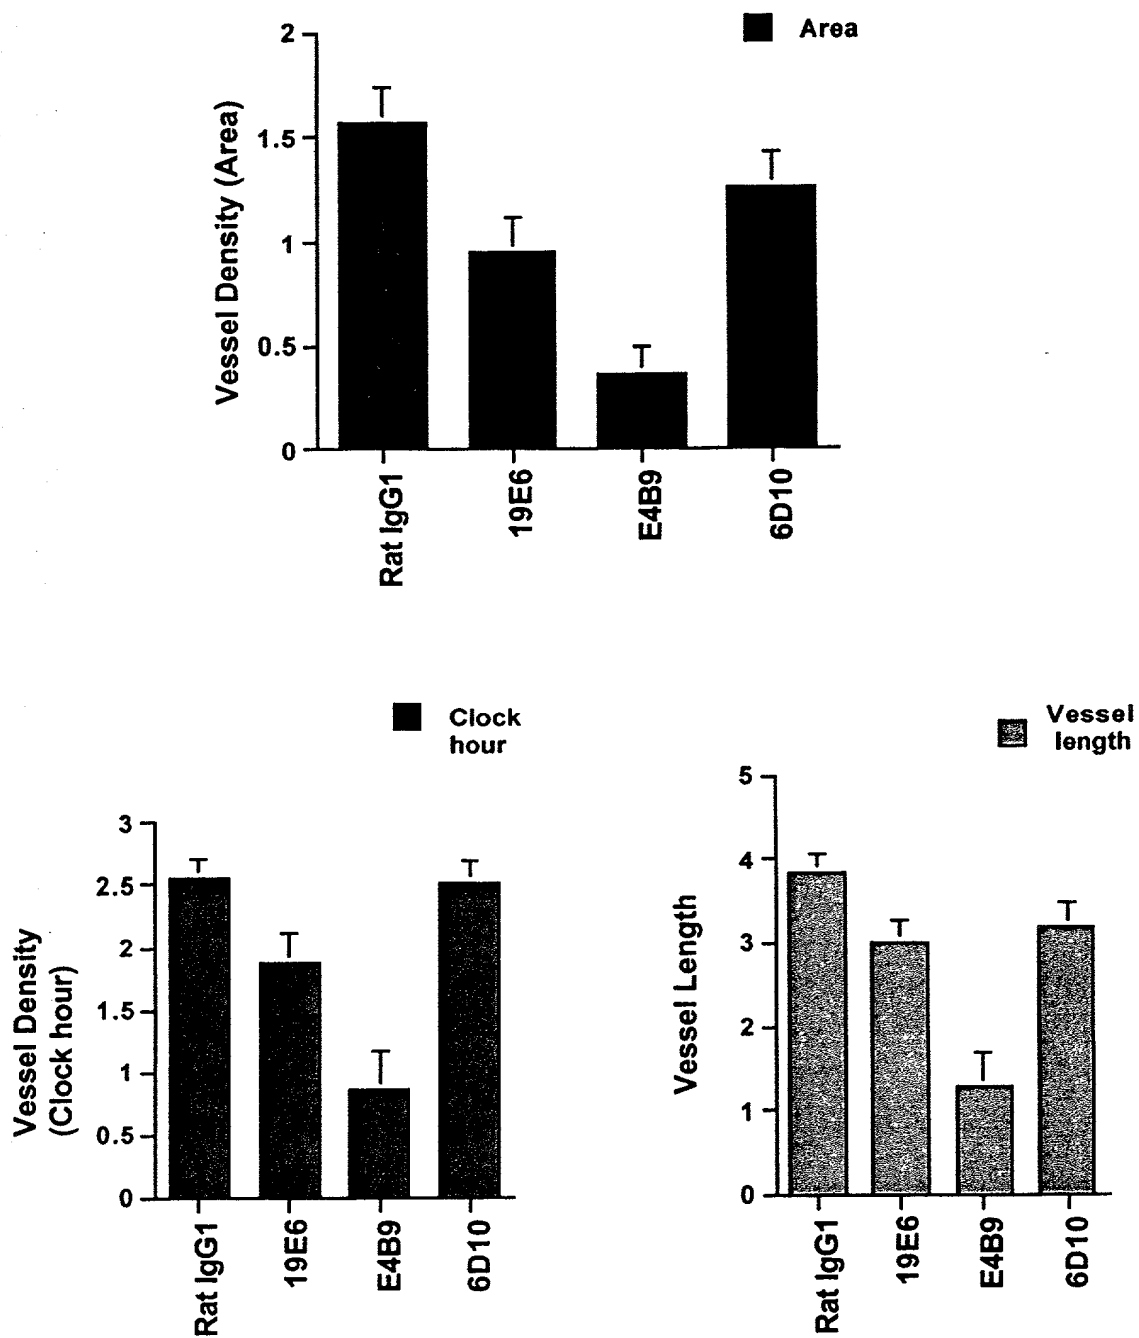 Area
Vessel Density (Area)
2
1.5
1
0.5
0
Rat IgG1
19E6
E4B9
6D10
Clock
hour
Vessel Density
(Clock hour)
3
2.5
2
1.5
1
0.5
0
Rat IgG1
19E6
E4B9
6D10
Vessel
length
Vessel Length
5
4
3
2
1
0
Rat IgG1
19E6
E4B9
6D10